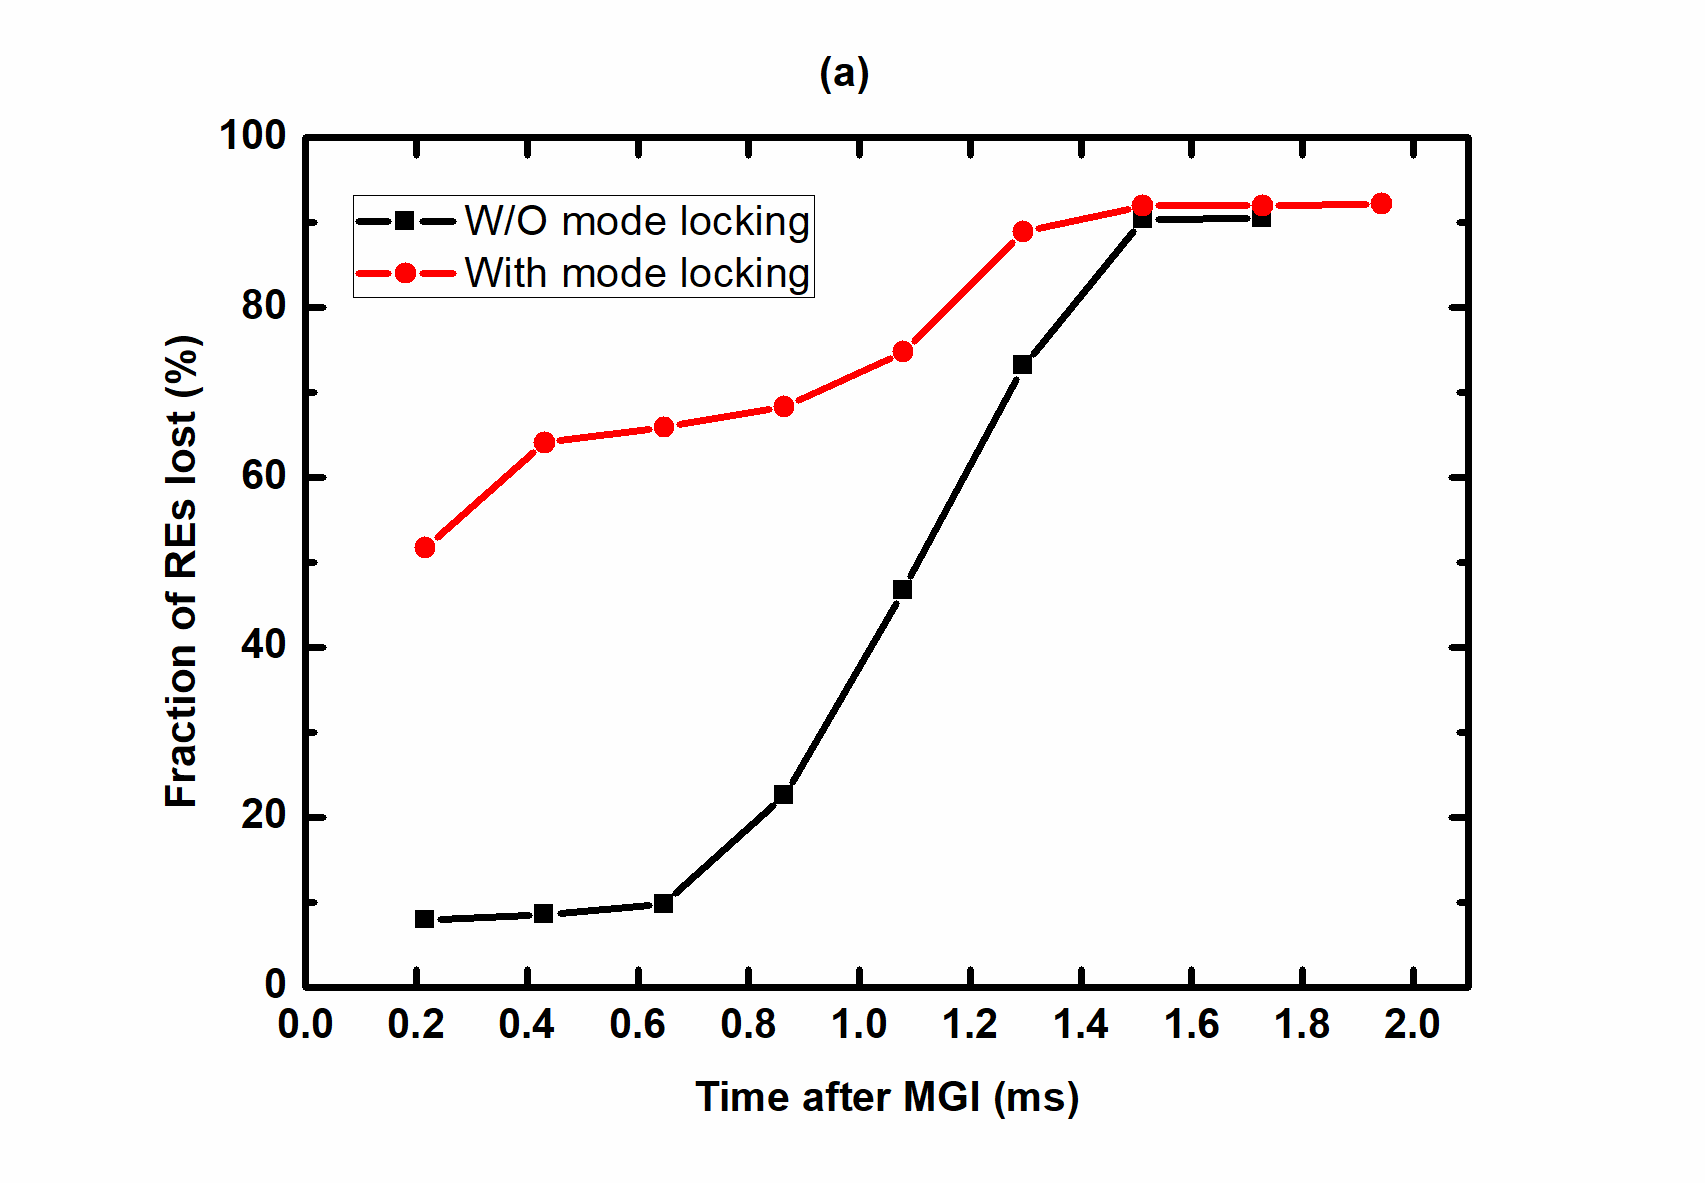 (a)
100
80
60
40
20
0
W/O mode locking
With mode locking
Fraction of REs lost (%)
0.0 0.2 0.4 0.6 0.8 1.0 1.2 1.4 1.6 1.8 2.0
Time after MGI (ms)